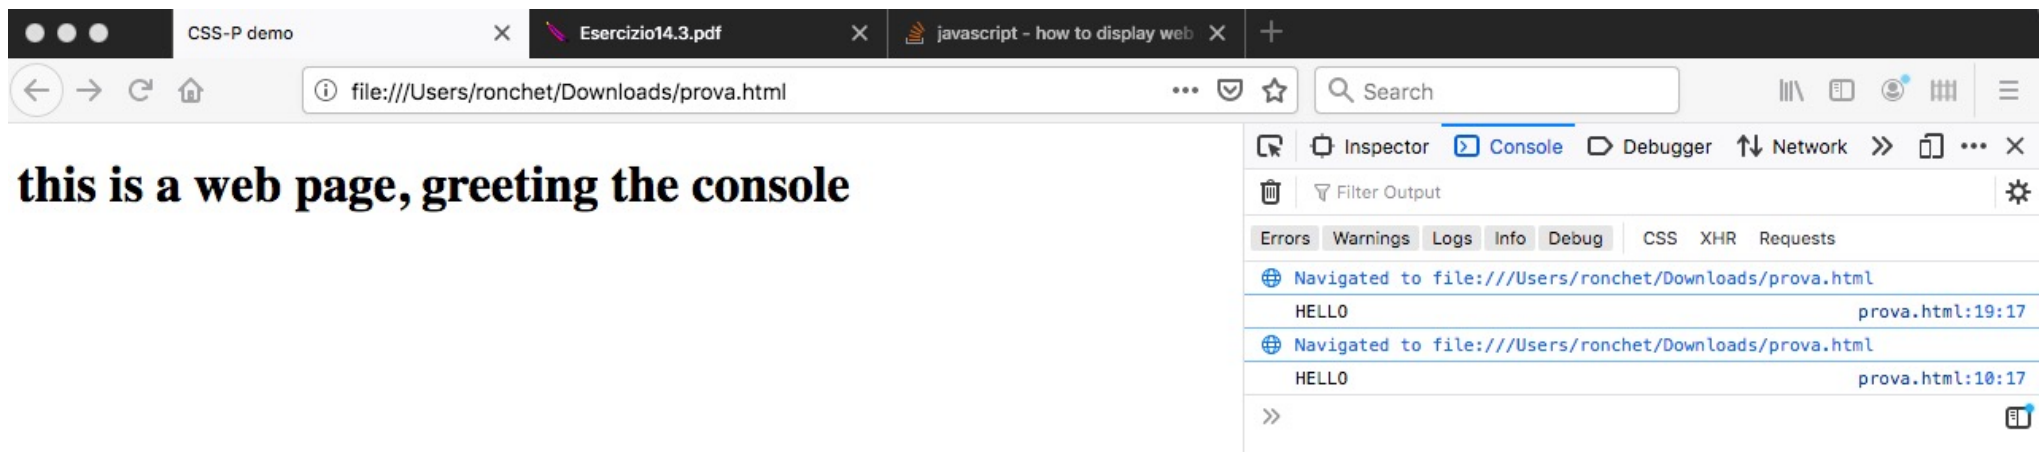 CSS-P demo
Esercizio14.3.pdf
javascript - how to display web
file:///Users/ronchet/Downloads/prova.html
Search
this is a web page, greeting the console
Inspector Console Debugger Network
Filter Output
Errors Warnings Logs Info Debug CSS XHR Requests
Navigated to file:///Users/ronchet/Downloads/prova.html
HELLO prova.html:19:17
Navigated to file:///Users/ronchet/Downloads/prova.html
HELLO prova.html:10:17